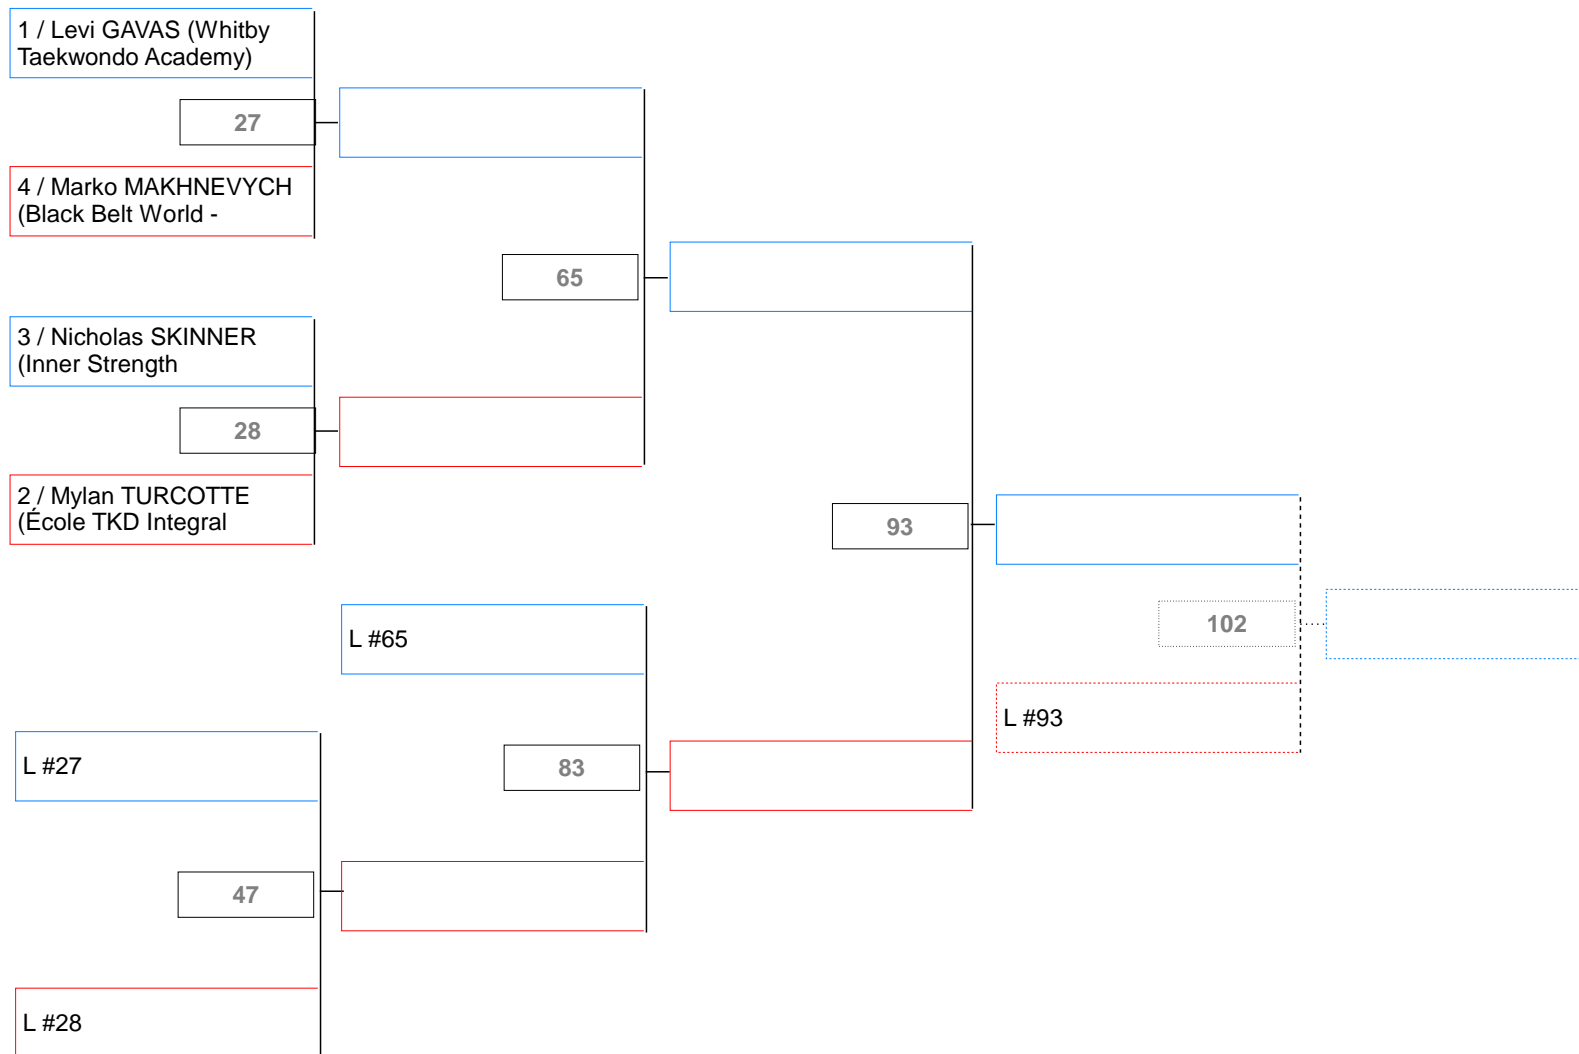 1 / Levi GAVAS (Whitby
Taekwondo Academy)
27
4 / Marko MAKHNEVYCH
(Black Belt World -
65
3 / Nicholas SKINNER
(Inner Strength
28
2 / Mylan TURCOTTE
(École TKD Integral
93
102
L #65
L #93
L #27
83
47
L #28